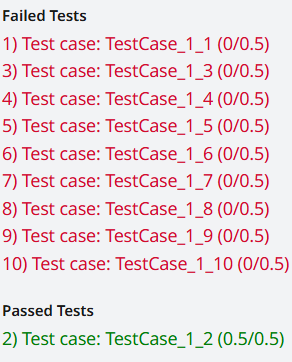 Failed Tests
1) Test case: TestCase_1_1 (0/0.5)
3) Test case: TestCase_1_3 (0/0.5)
4) Test case: TestCase_1_4 (0/0.5)
5) Test case: TestCase_1_5 (0/0.5)
6) Test case: TestCase_1_6 (0/0.5)
7) Test case: TestCase_1_7 (0/0.5)
8) Test case: TestCase_1_8 (0/0.5)
9) Test case: TestCase_1_9 (0/0.5)
10) Test case: TestCase_1_10 (0/0.5)
Passed Tests
2) Test case: TestCase_1_2 (0.5/0.5)